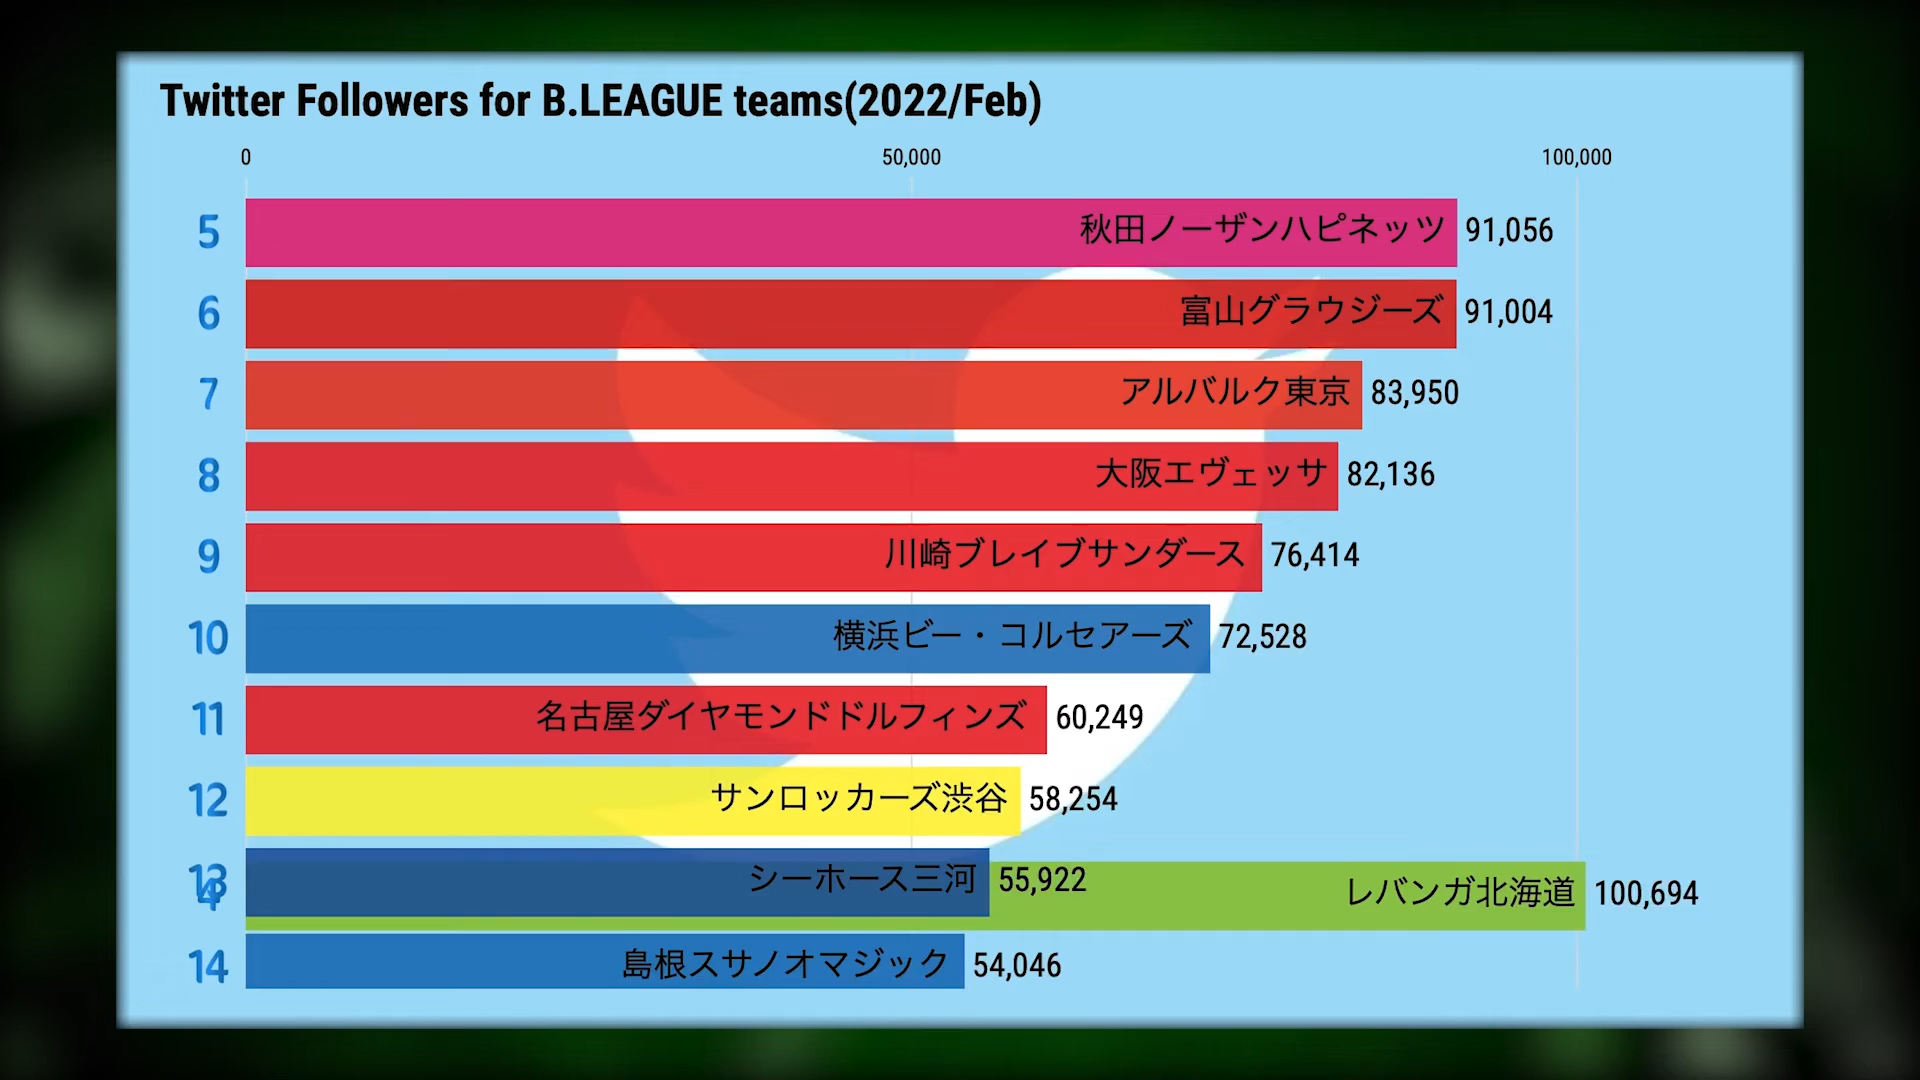 Twitter Followers for B.LEAGUE teams(2022/Feb)
0 50,000 100,000
5 秋田ノーザンハピネッツ 91,056
6 富山グラウジーズ 91,004
7 アルバルク東京 83,950
8 大阪エヴェッサ 82,136
9 川崎ブレイブサンダース 76,414
10 横浜ビー・コルセアーズ 72,528
11 名古屋ダイヤモンドドルフィンズ 60,249
12 サンロッカーズ渋谷 58,254
13 シーホース三河 55,922
4 レバンガ北海道 100,694
14 島根スサノオマジック 54,046